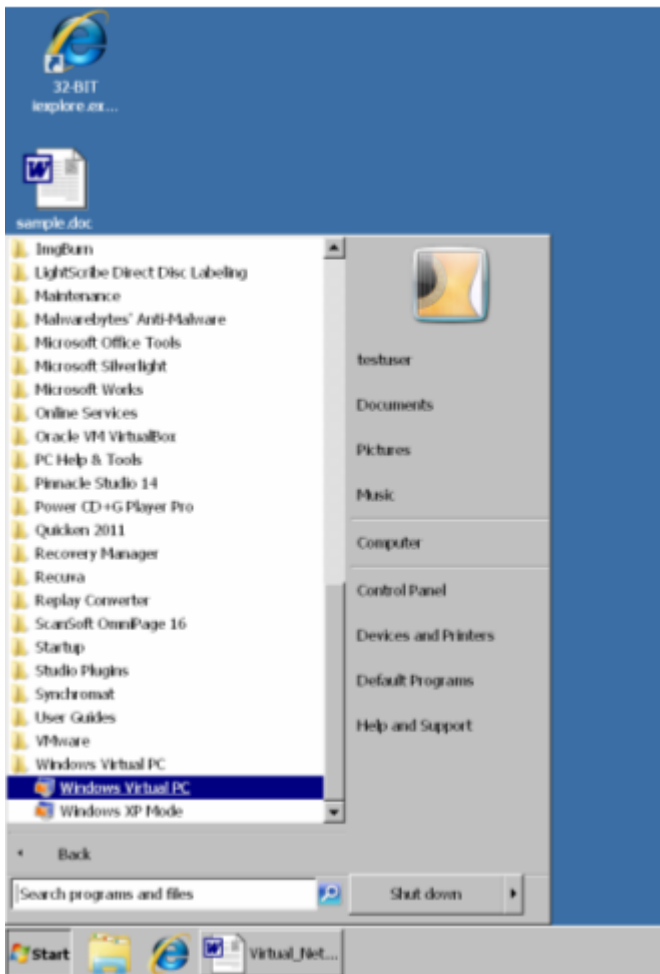 32-BIT
iexplore.ex...
sample.doc
ImgBurn
LightScribe Direct Disc Labeling
Maintenance
Malwarebytes' Anti-Malware
Microsoft Office Tools
Microsoft Silverlight
Microsoft Works
Online Services
Oracle VM VirtualBox
PC Help & Tools
Pinnacle Studio 14
Power CD+G Player Pro
Quicken 2011
Recovery Manager
Recuva
Replay Converter
ScanSoft OmniPage 16
Startup
Studio Plugins
Synchromat
User Guides
VMware
Windows Virtual PC
Windows Virtual PC
Windows XP Mode
Back
Search programs and files
testuser
Documents
Pictures
Music
Computer
Control Panel
Devices and Printers
Default Programs
Help and Support
Shut down
Start
Virtual_Net...